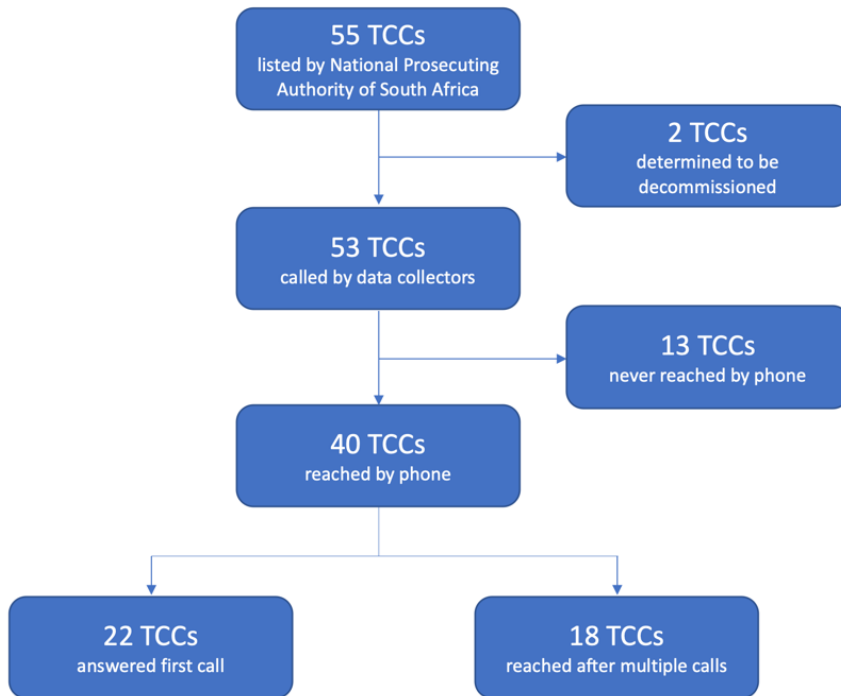 55 TCCs
listed by National Prosecuting
Authority of South Africa
2 TCCs
determined to be
decommissioned
53 TCCs
called by data collectors
13 TCCs
never reached by phone
40 TCCs
reached by phone
22 TCCs
answered first call
18 TCCs
reached after multiple calls